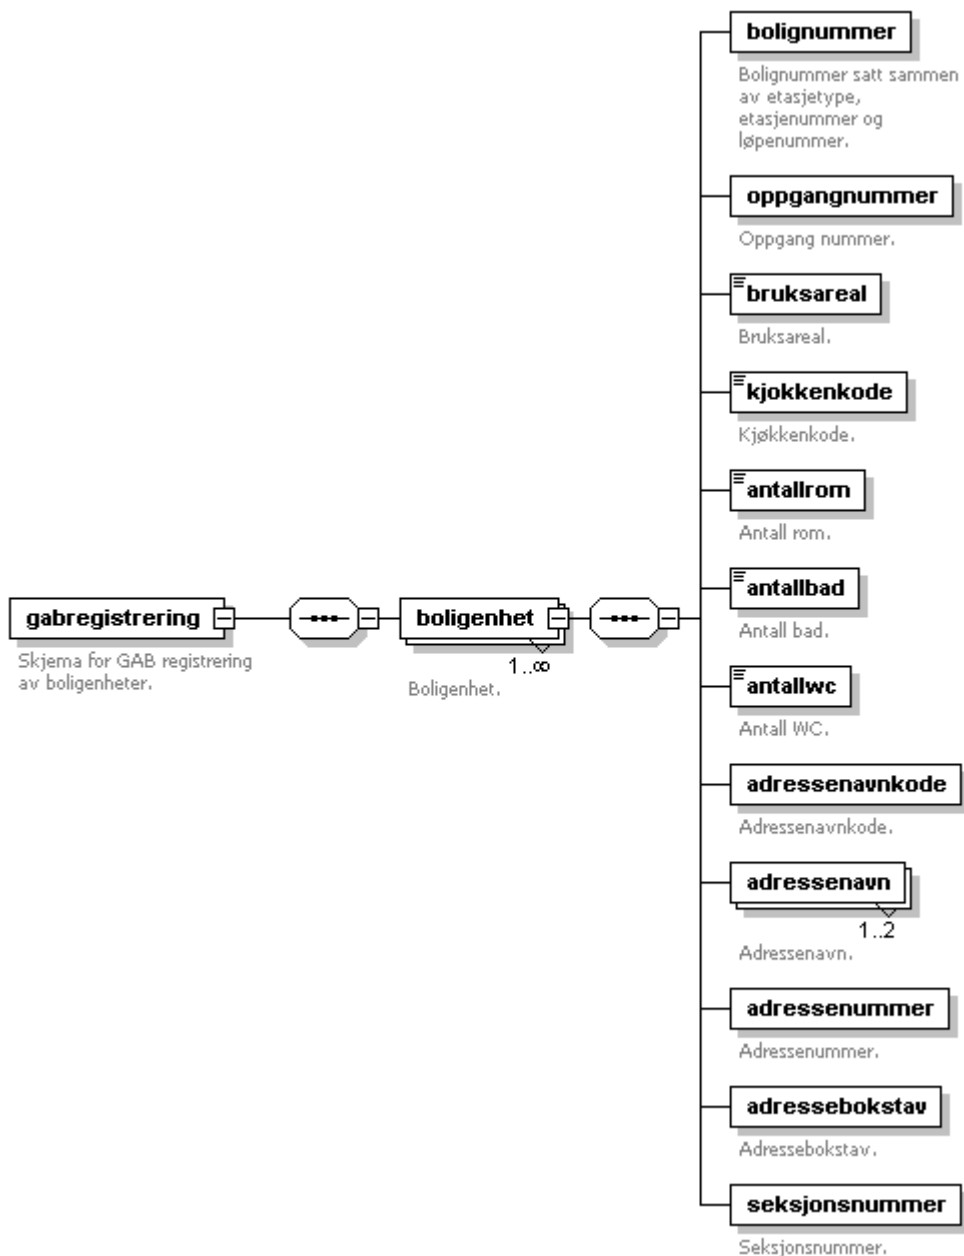 gabregistrering
Skjema for GAB registrering
av boligenheter.
boligenhet
1..∞
Boligenhet.
bolignummer
Bolignummer satt sammen
av etasjetype,
etasjenummer og
løpenummer.
oppgangnummer
Oppgang nummer.
bruksareal
Bruksareal.
kjokkenkode
Kjøkkenkode.
antallrom
Antall rom.
antallbad
Antall bad.
antallwc
Antall WC.
adressenavnkode
Adressenavnkode.
adressenavn
1..2
Adressenavn.
adressenummer
Adressenummer.
adressebokstav
Adressebokstav.
seksjonsnummer
Seksjonsnummer.